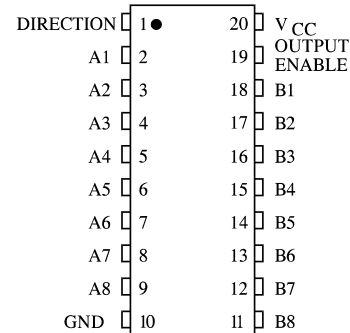 DIRECTION 1 20 V CC
A1 2 19 OUTPUT
ENABLE
A2 3 18 B1
A3 4 17 B2
A4 5 16 B3
A5 6 15 B4
A6 7 14 B5
A7 8 13 B6
A8 9 12 B7
GND 10 11 B8